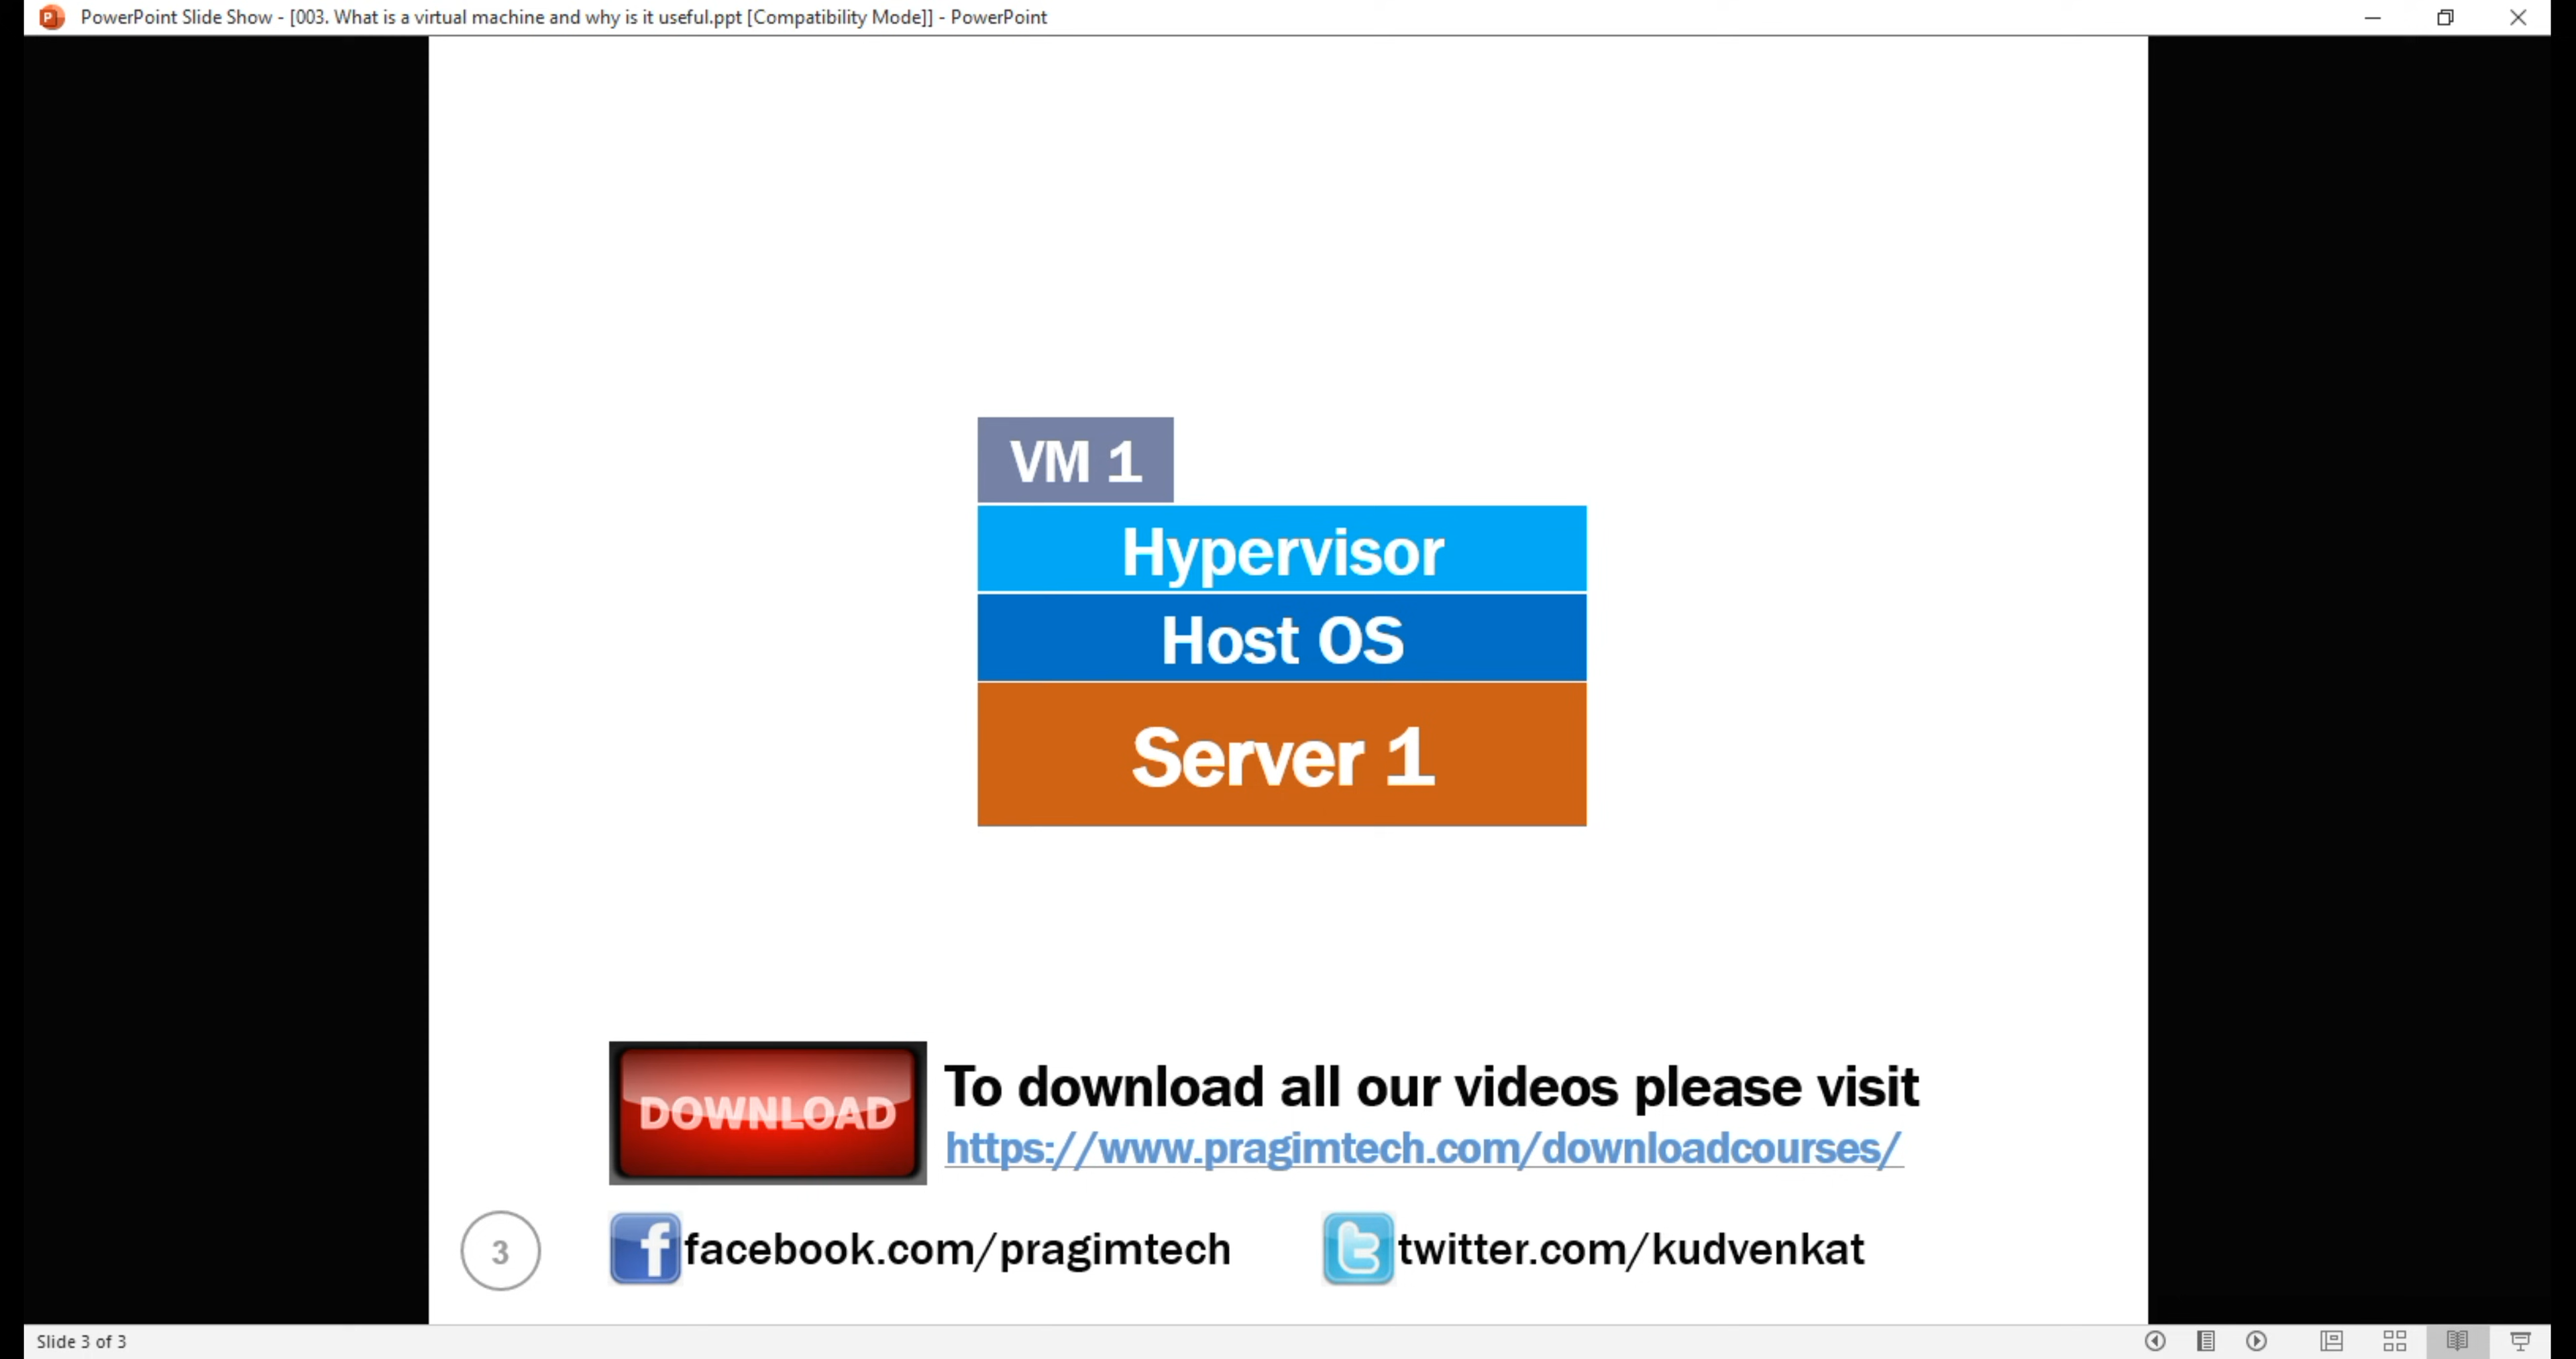 PowerPoint Slide Show - [003. What is a virtual machine and why is it useful.ppt [Compatibility Mode]] - PowerPoint
VM 1
Hypervisor
Host OS
Server 1
DOWNLOAD
To download all our videos please visit
https://www.pragimtech.com/downloadcourses/
3
facebook.com/pragimtech
twitter.com/kudvenkat
Slide 3 of 3